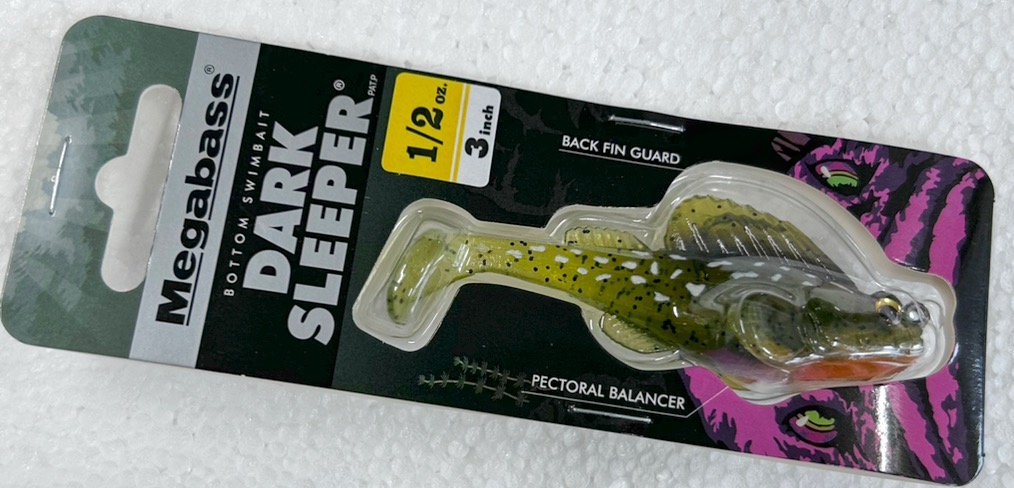 Megabass®
BOTTOM SWIMBAIT
DARK
SLEEPER®
PAT.P
1/2 oz.
3 inch
BACK FIN GUARD
PECTORAL BALANCER